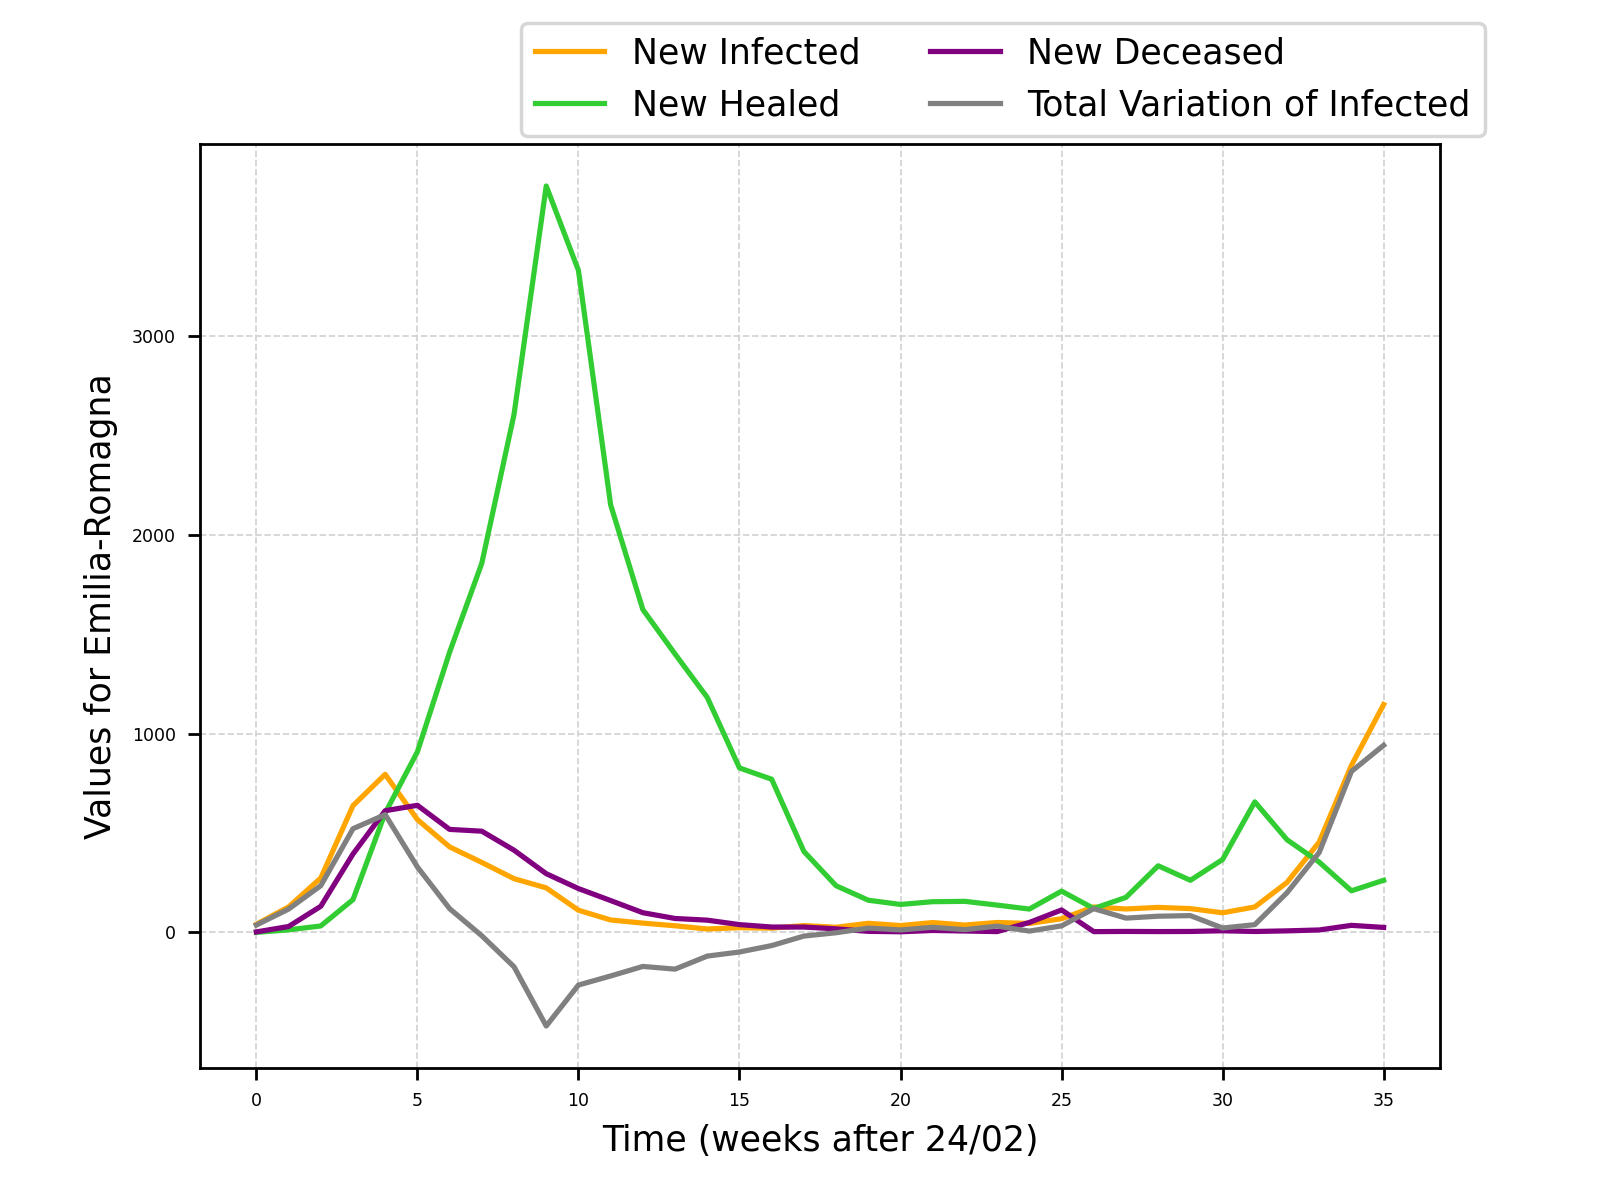 New Infected
New Healed
New Deceased
Total Variation of Infected
Values for Emilia-Romagna
3000
2000
1000
0
0 5 10 15 20 25 30 35
Time (weeks after 24/02)